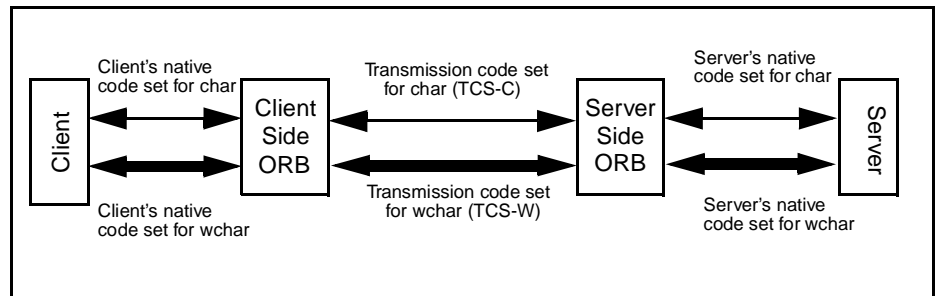 Client's native
code set for char
Transmission code set
for char (TCS-C)
Server's native
code set for char
Client
Client
Side
ORB
Server
Side
ORB
Server
Client's native
code set for wchar
Transmission code set
for wchar (TCS-W)
Server's native
code set for wchar